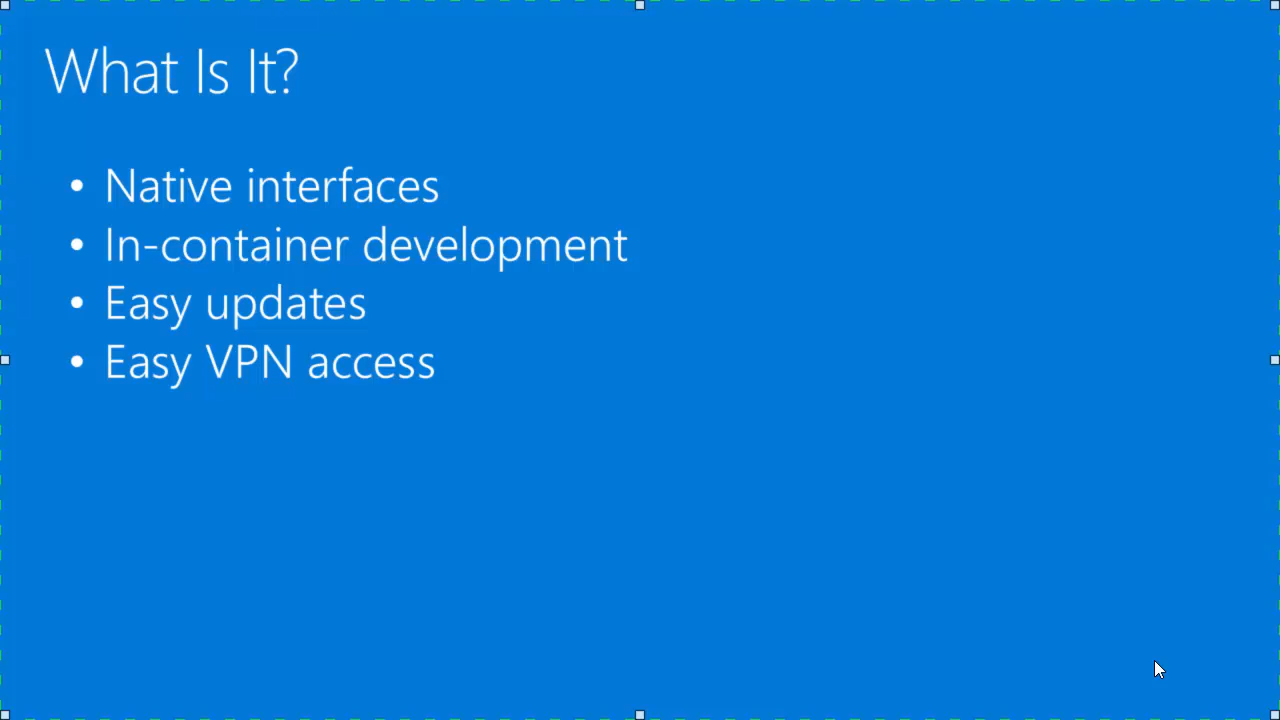 What Is It?
• Native interfaces
• In-container development
• Easy updates
• Easy VPN access